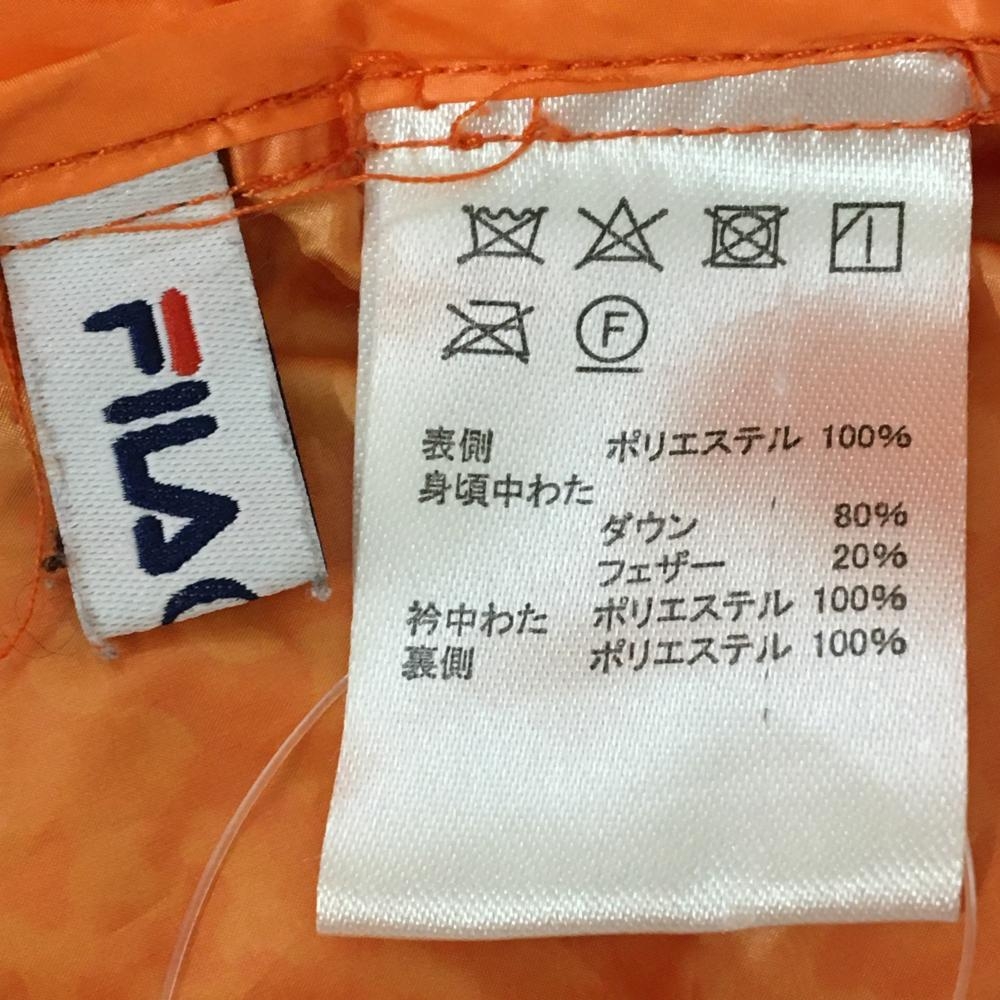 FILA
F
表側 ポリエステル 100%
身頃中わた
ダウン 80%
フェザー 20%
衿中わた ポリエステル 100%
裏側 ポリエステル 100%